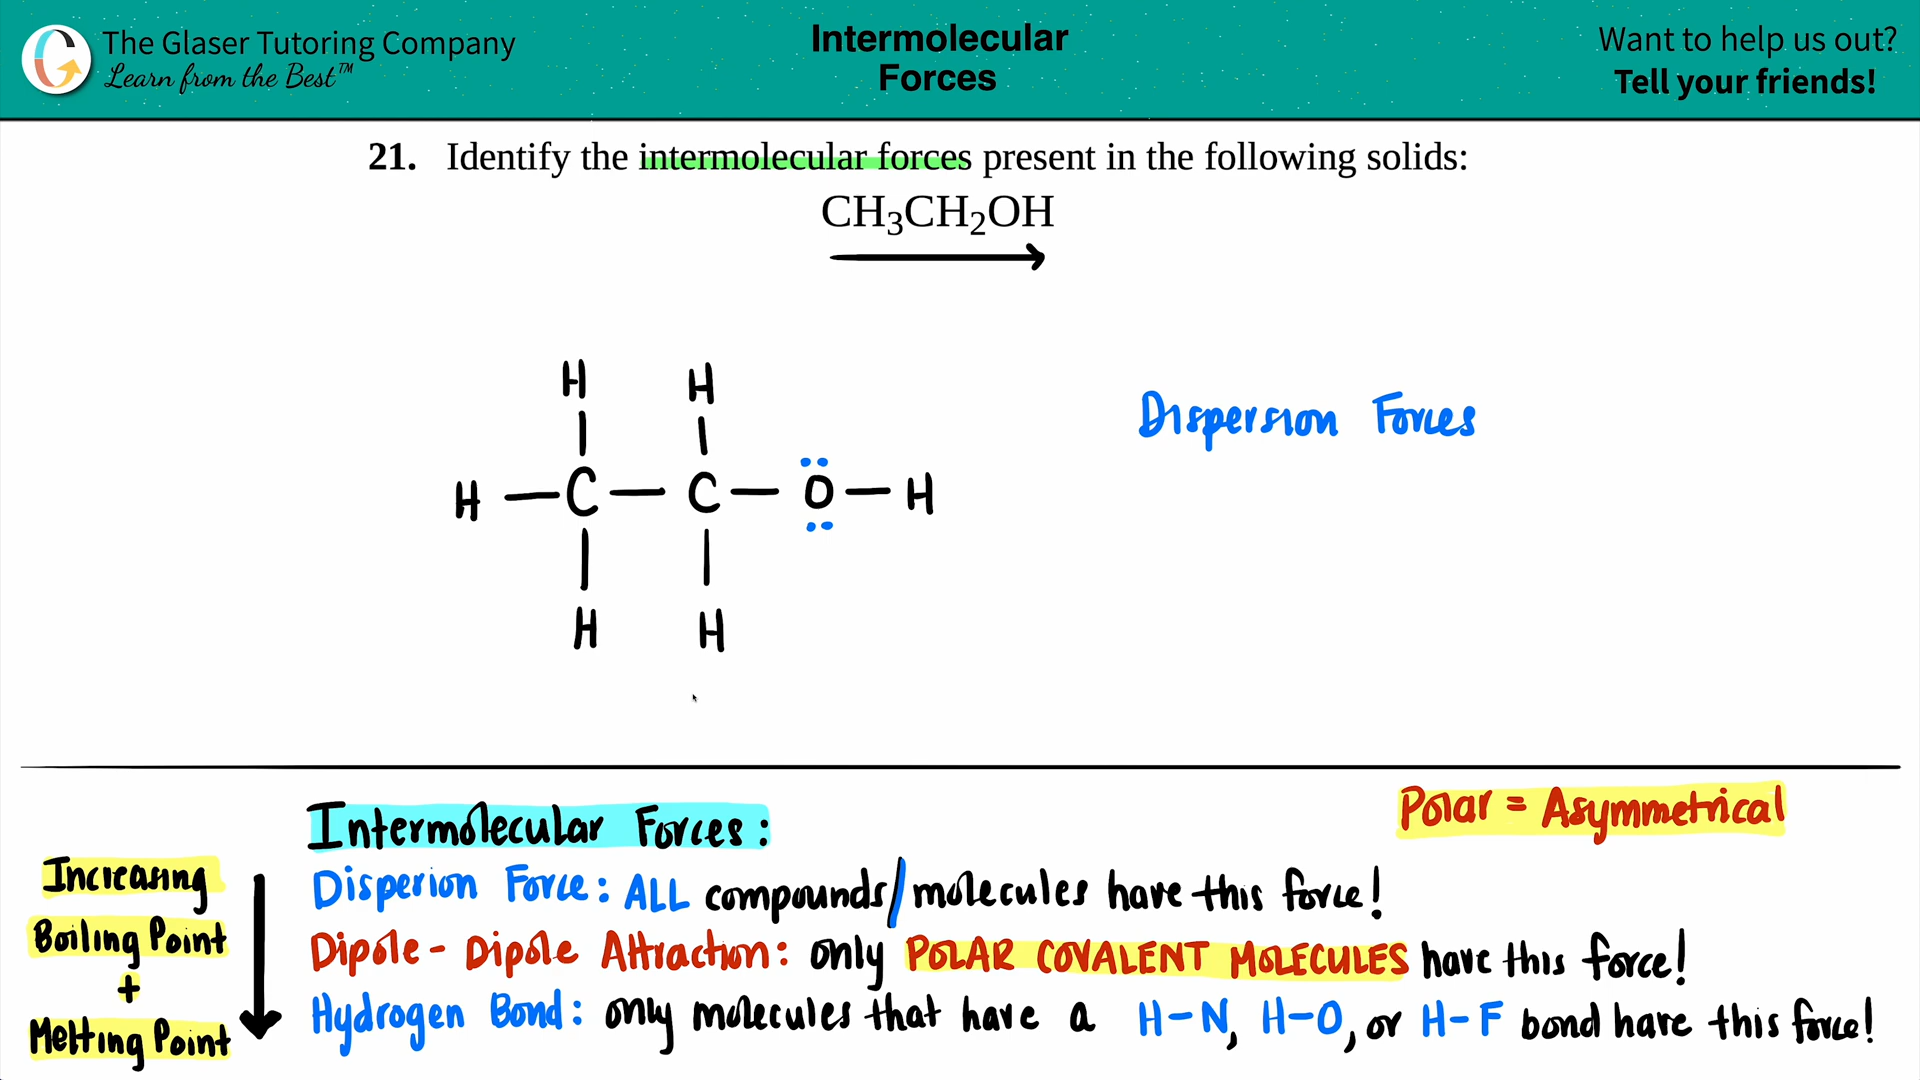 The Glaser Tutoring Company
Learn from the Best™
Intermolecular
Forces
Want to help us out?
Tell your friends!
21. Identify the intermolecular forces present in the following solids:
CH₃CH₂OH
H H
H — C — C — O — H
H H
Dispersion Forces
Polar = Asymmetrical
Intermolecular Forces:
Increasing
Boiling Point
+
Melting Point
Disperion Force: ALL compounds/molecules have this force!
Dipole - Dipole Attraction: only POLAR COVALENT MOLECULES have this force!
Hydrogen Bond: only molecules that have a H-N, H-O, or H-F bond have this force!